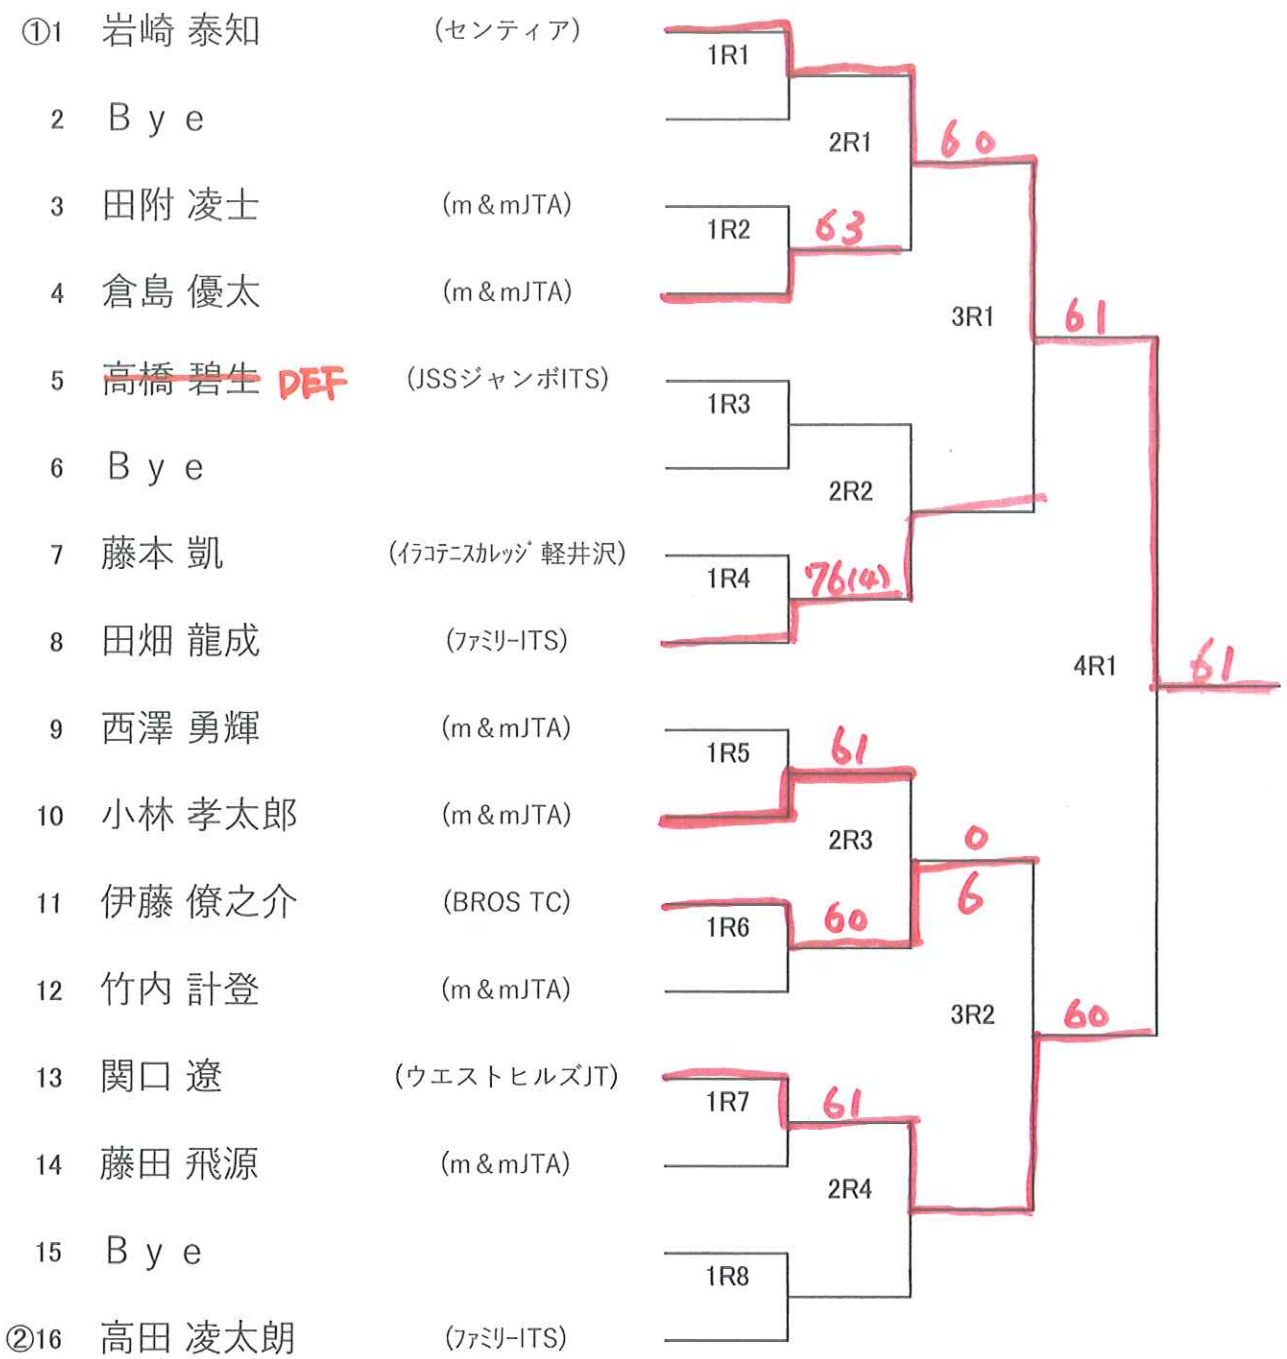 ①1 岩崎 泰知 (センティア)
1R1
2 Bye
2R1 60
3 田附 凌士 (m&mJTA)
1R2 63
4 倉島 優太 (m&mJTA)
3R1 61
5 高橋 碧生 DEF (JSSジャンボITS)
1R3
6 Bye
2R2
7 藤本 凱 (イラコテニスカレッジ 軽井沢)
1R4 76(4)
8 田畑 龍成 (ファミリーITS)
4R1 61
9 西澤 勇輝 (m&mJTA)
1R5 61
10 小林 孝太郎 (m&mJTA)
2R3 0
6
11 伊藤 僚之介 (BROS TC)
1R6 60
12 竹内 計登 (m&mJTA)
3R2 60
13 関口 遼 (ウエストヒルズJT)
1R7 61
14 藤田 飛源 (m&mJTA)
2R4
15 Bye
1R8
②16 高田 凌太朗 (ファミリーITS)